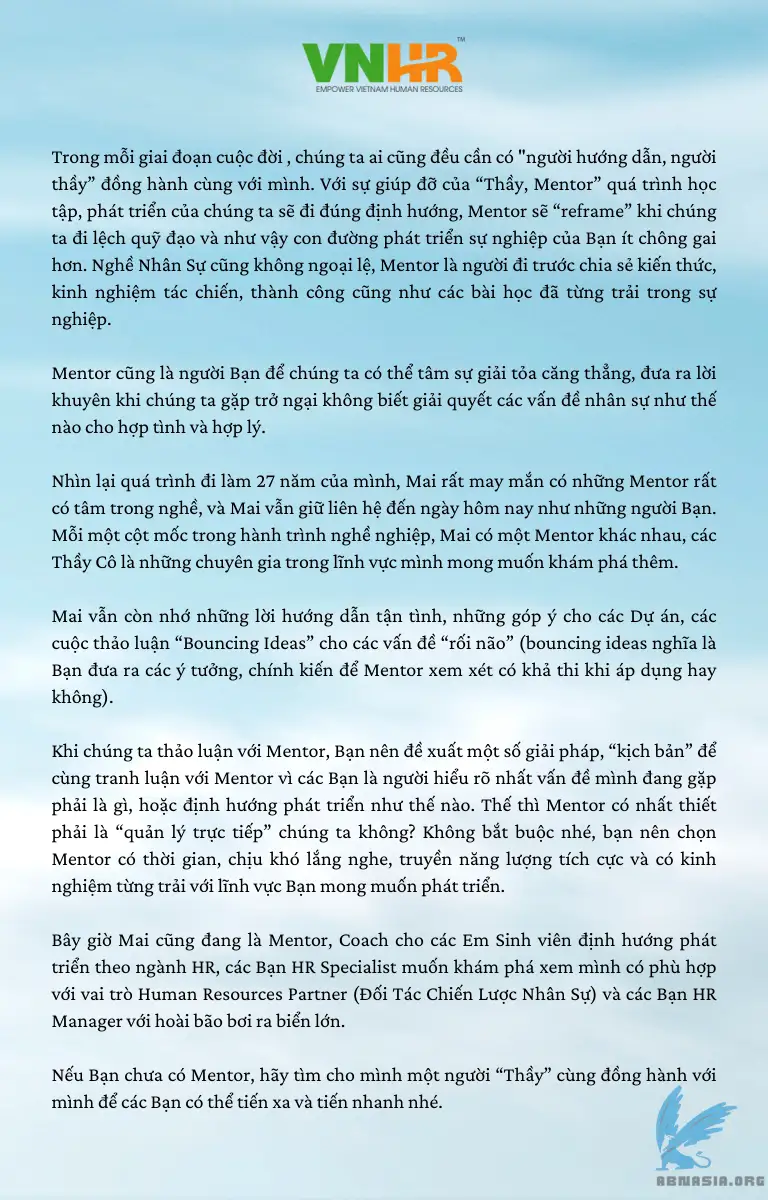 VNHR™
EMPOWER VIETNAM HUMAN RESOURCES
Trong mỗi giai đoạn cuộc đời , chúng ta ai cũng đều cần có "người hướng dẫn, người
thầy” đồng hành cùng với mình. Với sự giúp đỡ của “Thầy, Mentor” quá trình học
tập, phát triển của chúng ta sẽ đi đúng định hướng, Mentor sẽ “reframe” khi chúng
ta đi lệch quỹ đạo và như vậy con đường phát triển sự nghiệp của Bạn ít chông gai
hơn. Nghề Nhân Sự cũng không ngoại lệ, Mentor là người đi trước chia sẻ kiến thức,
kinh nghiệm tác chiến, thành công cũng như các bài học đã từng trải trong sự
nghiệp.
Mentor cũng là người Bạn để chúng ta có thể tâm sự giải tỏa căng thẳng, đưa ra lời
khuyên khi chúng ta gặp trở ngại không biết giải quyết các vấn đề nhân sự như thế
nào cho hợp tình và hợp lý.
Nhìn lại quá trình đi làm 27 năm của mình, Mai rất may mắn có những Mentor rất
có tâm trong nghề, và Mai vẫn giữ liên hệ đến ngày hôm nay như những người Bạn.
Mỗi một cột mốc trong hành trình nghề nghiệp, Mai có một Mentor khác nhau, các
Thầy Cô là những chuyên gia trong lĩnh vực mình mong muốn khám phá thêm.
Mai vẫn còn nhớ những lời hướng dẫn tận tình, những góp ý cho các Dự án, các
cuộc thảo luận “Bouncing Ideas” cho các vấn đề “rối não” (bouncing ideas nghĩa là
Bạn đưa ra các ý tưởng, chính kiến để Mentor xem xét có khả thi khi áp dụng hay
không).
Khi chúng ta thảo luận với Mentor, Bạn nên đề xuất một số giải pháp, “kịch bản” để
cùng tranh luận với Mentor vì các Bạn là người hiểu rõ nhất vấn đề mình đang gặp
phải là gì, hoặc định hướng phát triển như thế nào. Thế thì Mentor có nhất thiết
phải là “quản lý trực tiếp” chúng ta không? Không bắt buộc nhé, bạn nên chọn
Mentor có thời gian, chịu khó lắng nghe, truyền năng lượng tích cực và có kinh
nghiệm từng trải với lĩnh vực Bạn mong muốn phát triển.
Bây giờ Mai cũng đang là Mentor, Coach cho các Em Sinh viên định hướng phát
triển theo ngành HR, các Bạn HR Specialist muốn khám phá xem mình có phù hợp
với vai trò Human Resources Partner (Đối Tác Chiến Lược Nhân Sự) và các Bạn HR
Manager với hoài bão bơi ra biển lớn.
Nếu Bạn chưa có Mentor, hãy tìm cho mình một người “Thầy” cùng đồng hành với
mình để các Bạn có thể tiến xa và tiến nhanh nhé.
ABNASIA.ORG